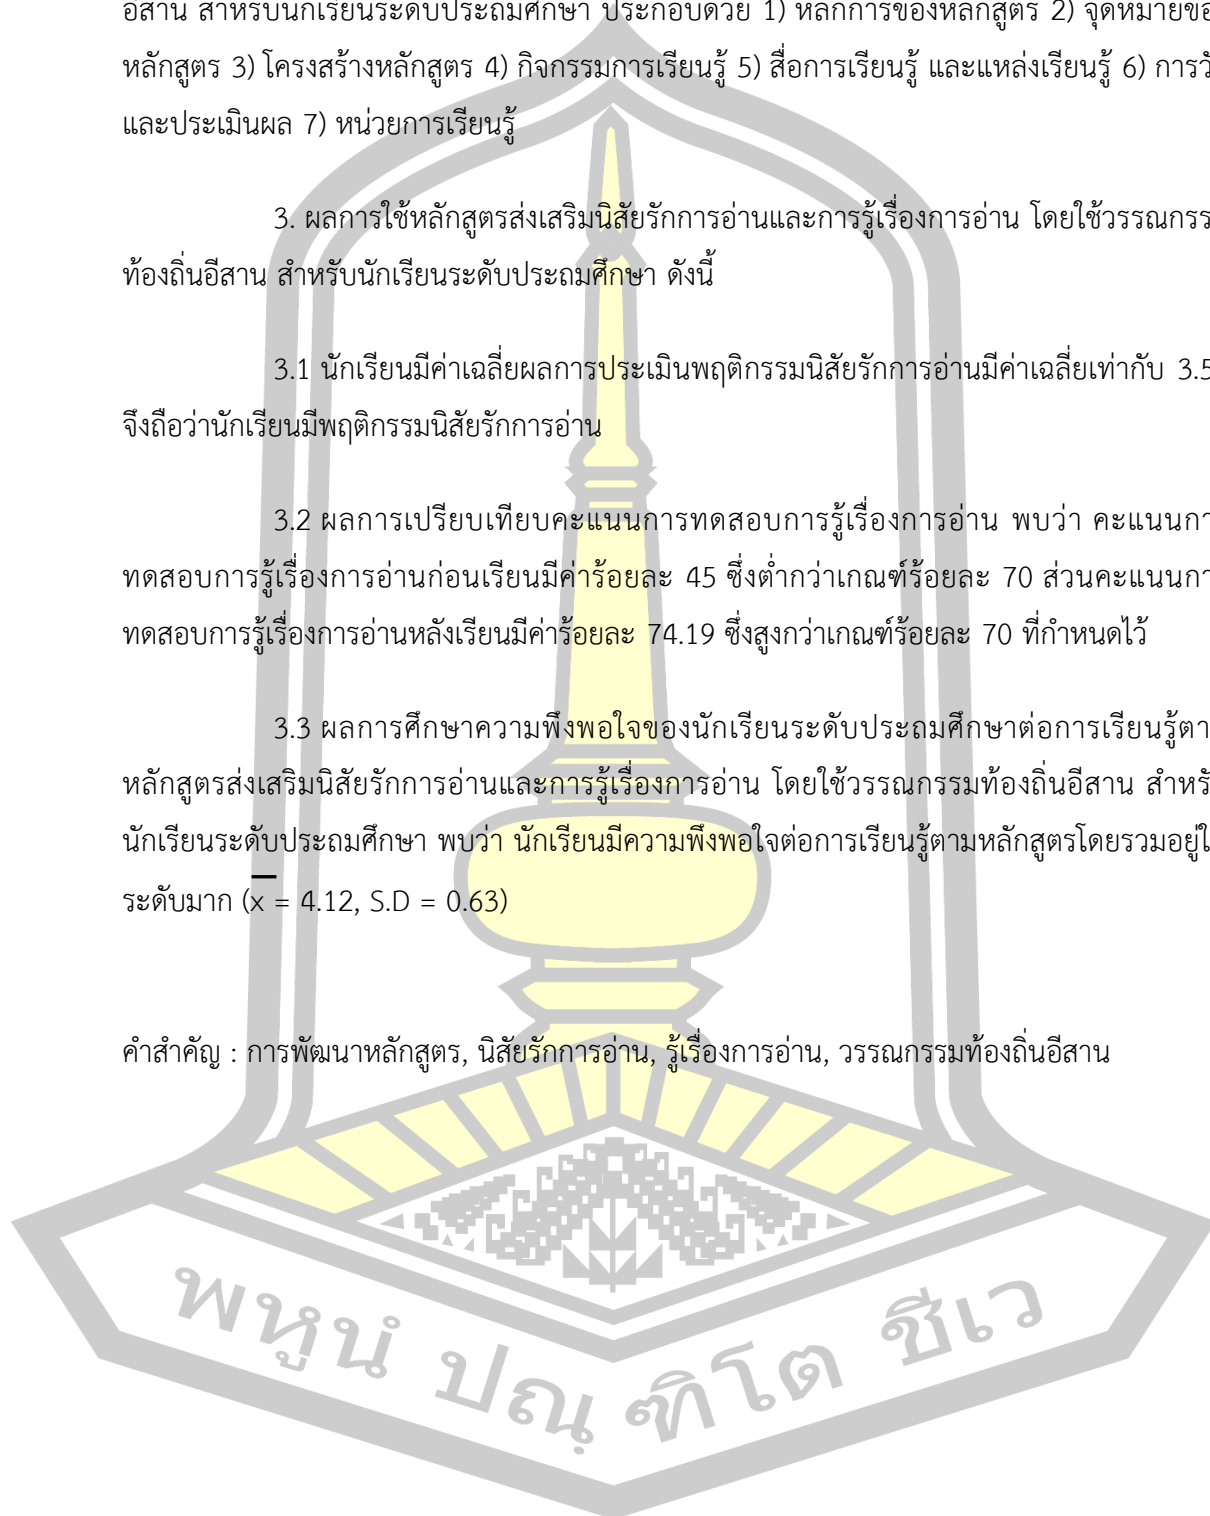 อีสาน สำหรับนักเรียนระดับประถมศึกษา ประกอบด้วย 1) หลักการของหลักสูตร 2) จุดหมายขอ
หลักสูตร 3) โครงสร้างหลักสูตร 4) กิจกรรมการเรียนรู้ 5) สื่อการเรียนรู้ และแหล่งเรียนรู้ 6) การวั
และประเมินผล 7) หน่วยการเรียนรู้
3. ผลการใช้หลักสูตรส่งเสริมนิสัยรักการอ่านและการรู้เรื่องการอ่าน โดยใช้วรรณกรร
ท้องถิ่นอีสาน สำหรับนักเรียนระดับประถมศึกษา ดังนี้
3.1 นักเรียนมีค่าเฉลี่ยผลการประเมินพฤติกรรมนิสัยรักการอ่านมีค่าเฉลี่ยเท่ากับ 3.5
จึงถือว่านักเรียนมีพฤติกรรมนิสัยรักการอ่าน
3.2 ผลการเปรียบเทียบคะแนนการทดสอบการรู้เรื่องการอ่าน พบว่า คะแนนกา
ทดสอบการรู้เรื่องการอ่านก่อนเรียนมีค่าร้อยละ 45 ซึ่งต่ำกว่าเกณฑ์ร้อยละ 70 ส่วนคะแนนกา
ทดสอบการรู้เรื่องการอ่านหลังเรียนมีค่าร้อยละ 74.19 ซึ่งสูงกว่าเกณฑ์ร้อยละ 70 ที่กำหนดไว้
3.3 ผลการศึกษาความพึงพอใจของนักเรียนระดับประถมศึกษาต่อการเรียนรู้ตา
หลักสูตรส่งเสริมนิสัยรักการอ่านและการรู้เรื่องการอ่าน โดยใช้วรรณกรรมท้องถิ่นอีสาน สำหรั
นักเรียนระดับประถมศึกษา พบว่า นักเรียนมีความพึงพอใจต่อการเรียนรู้ตามหลักสูตรโดยรวมอยู่ใ
ระดับมาก (x̅ = 4.12, S.D = 0.63)
คำสำคัญ : การพัฒนาหลักสูตร, นิสัยรักการอ่าน, รู้เรื่องการอ่าน, วรรณกรรมท้องถิ่นอีสาน
พหูนํ ปณฺฑิโต ชีเว